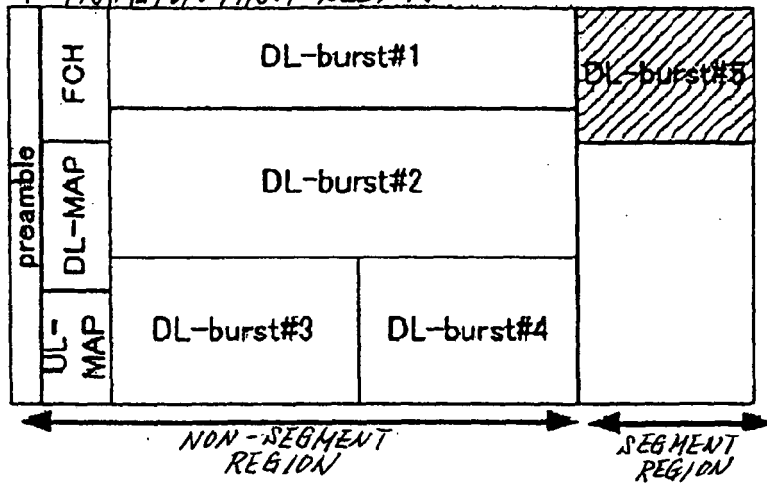 preamble
FCH
DL-MAP
UL-
MAP
DL-burst#1
DL-burst#2
DL-burst#3
DL-burst#4
DL-burst#5
NON-SEGMENT
REGION
SEGMENT
REGION